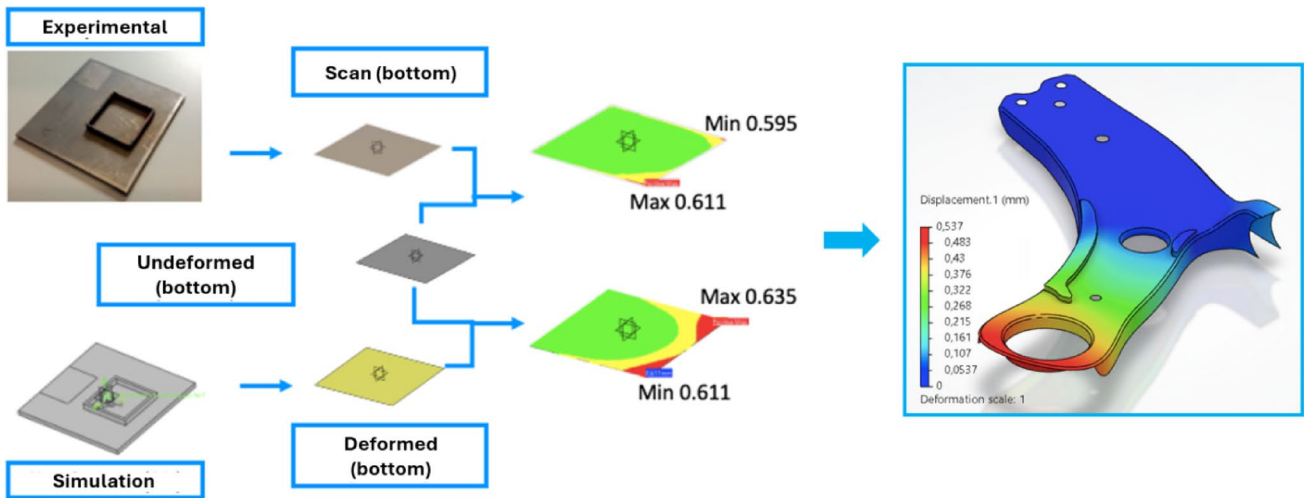 Experimental
Scan (bottom)
Min 0.595
Max 0.611
Undeformed
(bottom)
Max 0.635
Min 0.611
Deformed
(bottom)
Simulation
Displacement.1 (mm)
0,537
0,483
0,43
0,376
0,322
0,268
0,215
0,161
0,107
0,0537
0
Deformation scale: 1